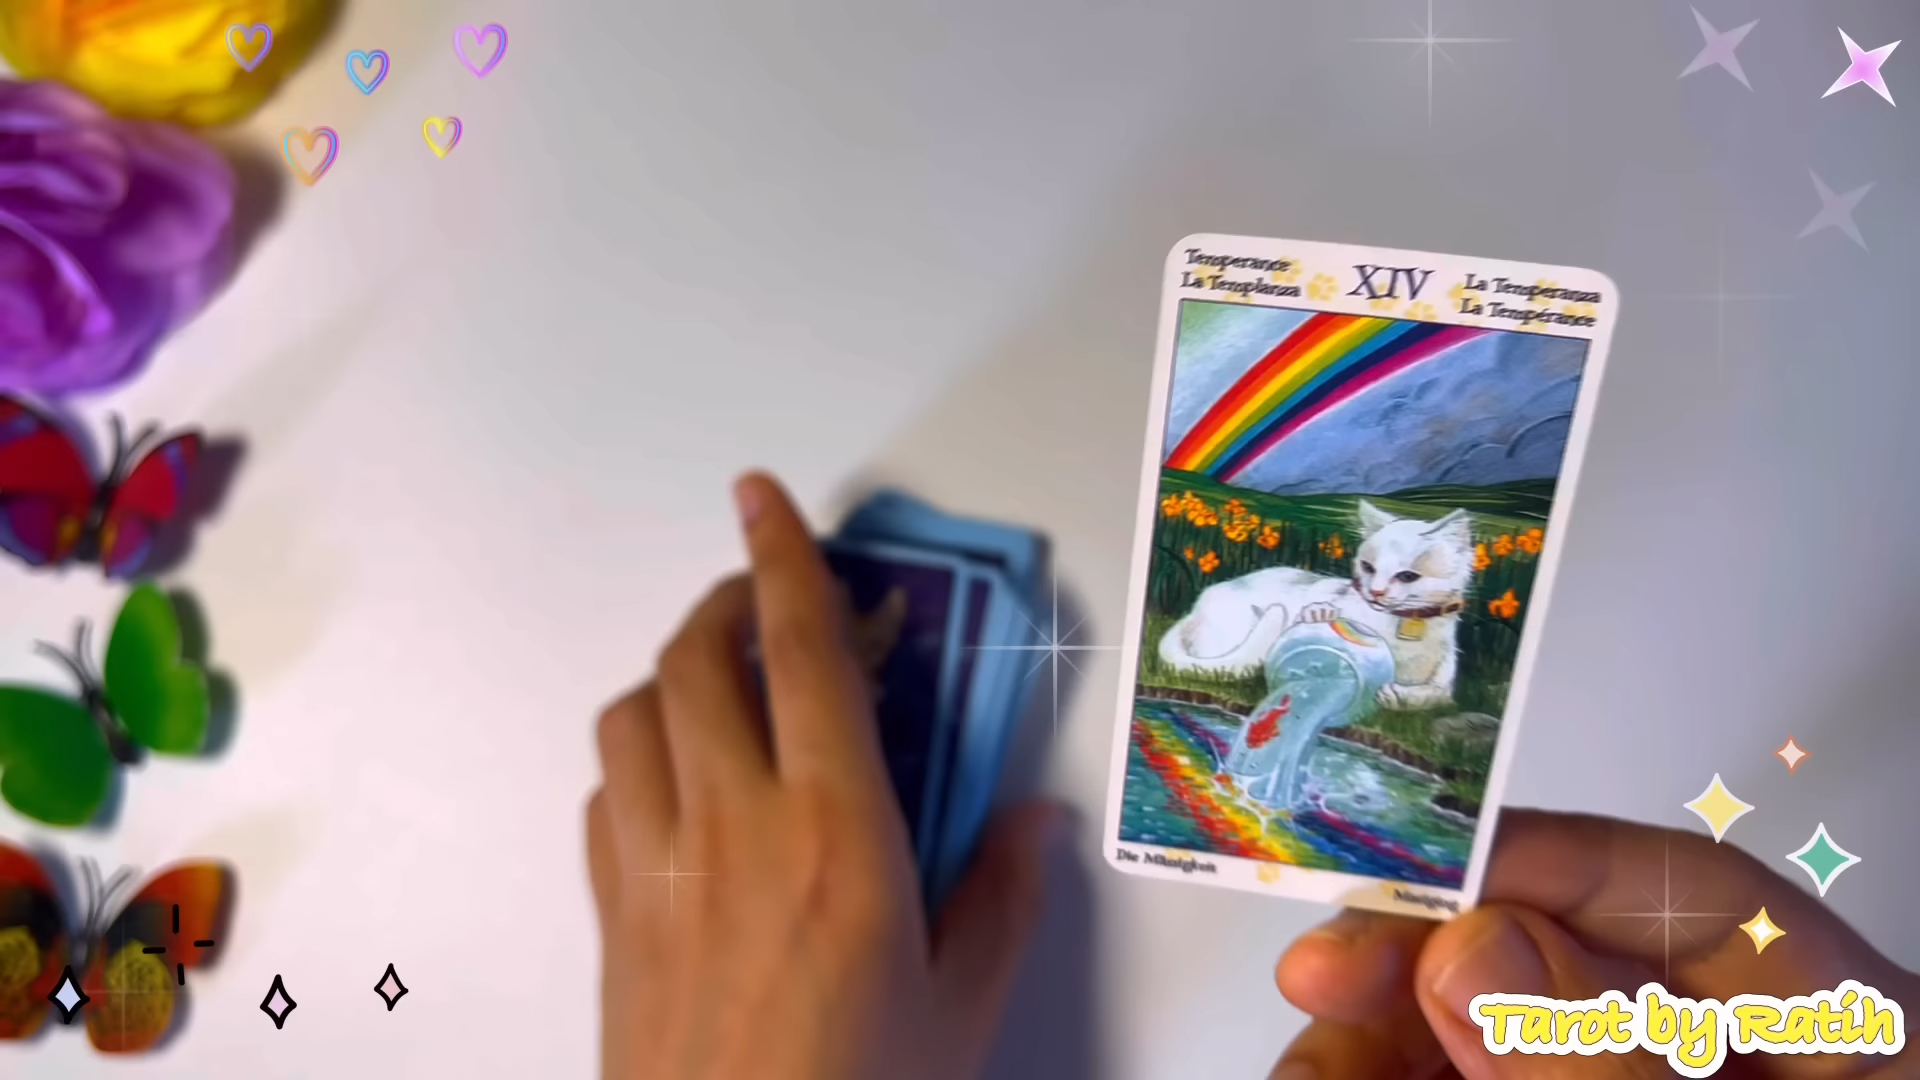 Temperance
La Templanza
XIV
La Temperanza
La Tempérance
Die Mässigkeit
Tarot by Ratih